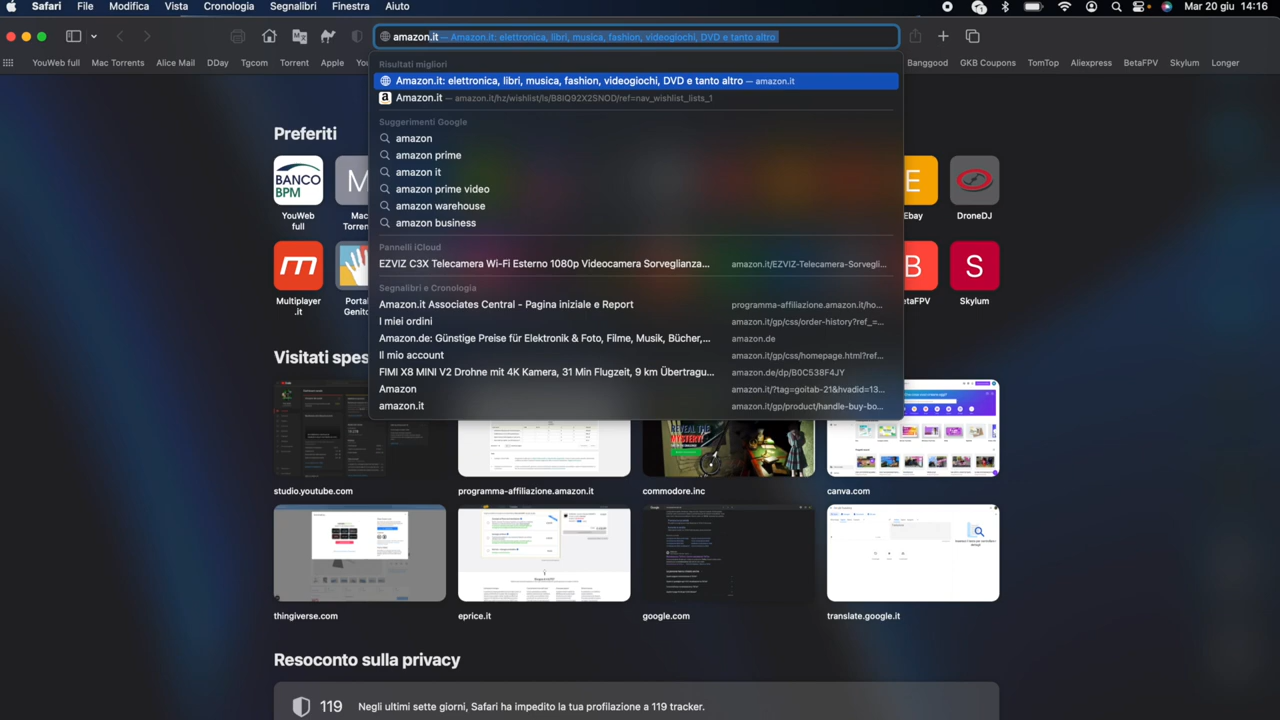 Safari File Modifica Vista Cronologia Segnalibri Finestra Aiuto Mar 20 giu 14:16
amazon.it — Amazon.it: elettronica, libri, musica, fashion, videogiochi, DVD e tanto altro
YouWeb full Mac Torrents Alice Mail DDay Tgcom Torrent Apple Banggood GKB Coupons TomTop Aliexpress BetaFPV Skylum Longer
Risultati migliori
Amazon.it: elettronica, libri, musica, fashion, videogiochi, DVD e tanto altro — amazon.it
Amazon.it — amazon.it/hz/wishlist/ls/B8IQ92X2SNOD/ref=nav_wishlist_lists_1
Suggerimenti Google
amazon
amazon prime
amazon it
amazon prime video
amazon warehouse
amazon business
Pannelli iCloud
EZVIZ C3X Telecamera Wi-Fi Esterno 1080p Videocamera Sorveglianza... amazon.it/EZVIZ-Telecamera-Sorvegli...
Segnalibri e Cronologia
Amazon.it Associates Central - Pagina iniziale e Report programma-affiliazione.amazon.it/ho...
I miei ordini amazon.it/gp/css/order-history?ref_=...
Amazon.de: Günstige Preise für Elektronik & Foto, Filme, Musik, Bücher,... amazon.de
Il mio account amazon.it/gp/css/homepage.html?ref...
FIMI X8 MINI V2 Drohne mit 4K Kamera, 31 Min Flugzeit, 9 km Übertragu... amazon.de/dp/B0C538F4JY
Amazon amazon.it/?tag=goitab-21&hvadid=13...
amazon.it amazon.it/gp/product/handle-buy-bo...
Preferiti
BANCO BPM M E
YouWeb full Mac Torren Ebay DroneDJ
m B S
Multiplayer.it Portal Genito BetaFPV Skylum
Visitati spes
REVEAL THE MYSTERY!
studio.youtube.com programma-affiliazione.amazon.it commodore.inc canva.com
thingiverse.com eprice.it google.com translate.google.it
Resoconto sulla privacy
119 Negli ultimi sette giorni, Safari ha impedito la tua profilazione a 119 tracker.